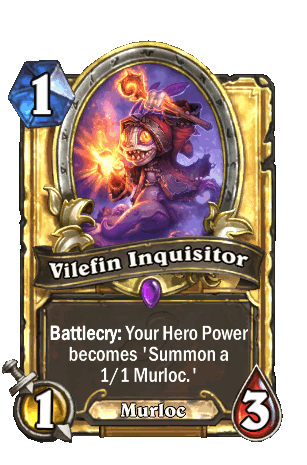 1
Vilefin Inquisitor
Battlecry: Your Hero Power
becomes 'Summon a
1/1 Murloc.'
1
Murloc
3